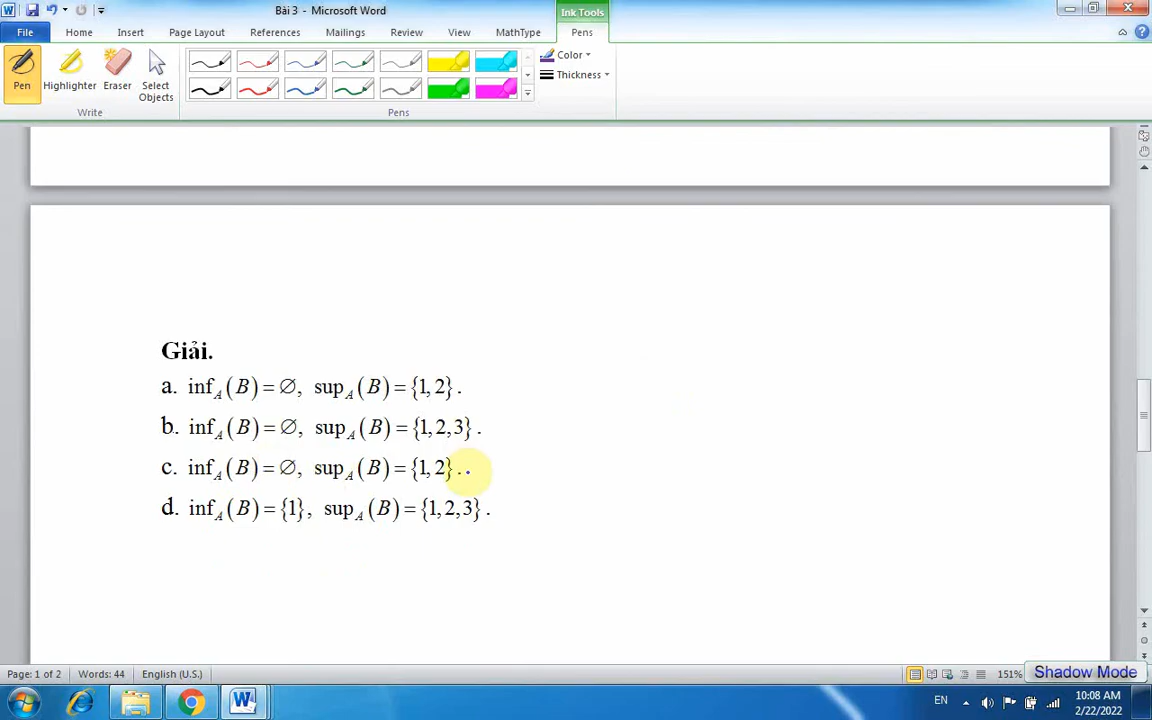 Bài 3 - Microsoft Word
Ink Tools
File Home Insert Page Layout References Mailings Review View MathType Pens
Pen Highlighter Eraser Select Objects
Color
Thickness
Write
Pens
Giải.
a. inf_A(B) = ∅, sup_A(B) = {1,2}.
b. inf_A(B) = ∅, sup_A(B) = {1,2,3}.
c. inf_A(B) = ∅, sup_A(B) = {1,2}.
d. inf_A(B) = {1}, sup_A(B) = {1,2,3}.
Page: 1 of 2 Words: 44 English (U.S.) 151% Shadow Mode
EN 10:08 AM
2/22/2022